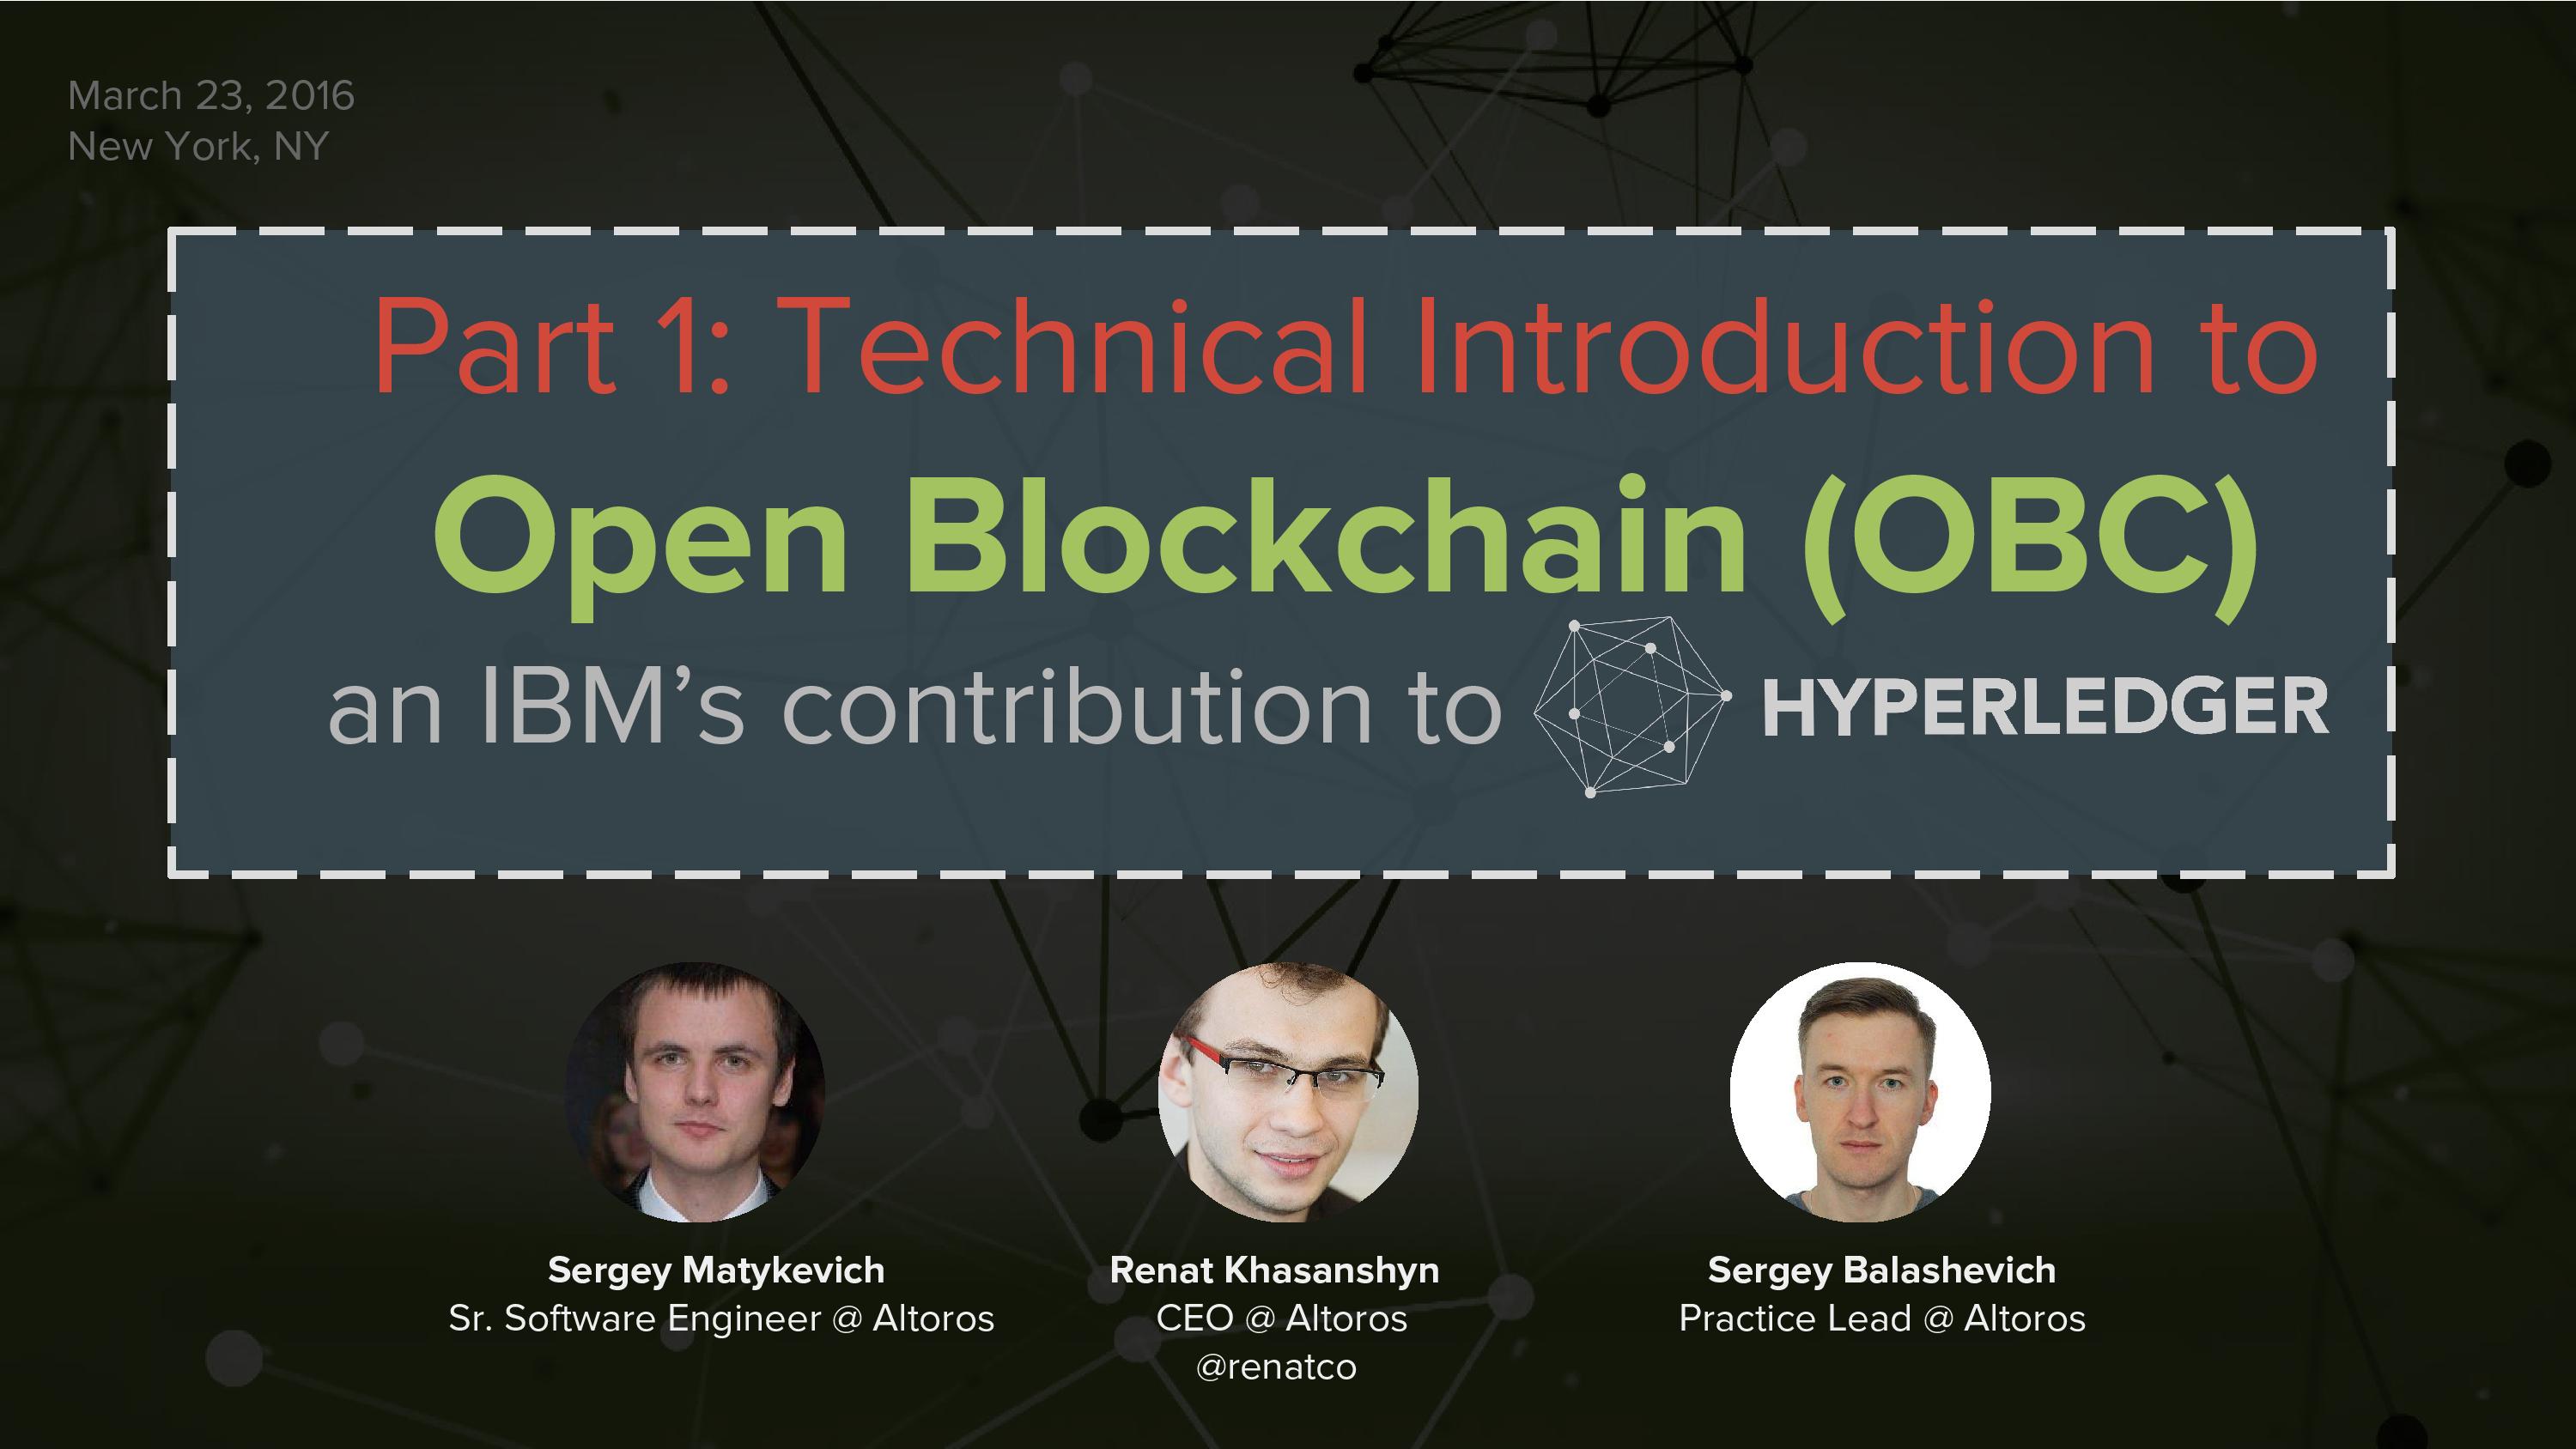 March 23, 2016
New York, NY
Part 1: Technical Introduction to
Open Blockchain (OBC)
an IBM’s contribution to HYPERLEDGER
Sergey Matykevich
Sr. Software Engineer @ Altoros
Renat Khasanshyn
CEO @ Altoros
@renatco
Sergey Balashevich
Practice Lead @ Altoros